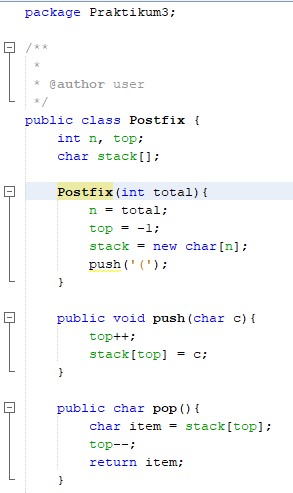 package Praktikum3;
/**
 *
 * @author user
 */
public class Postfix {
    int n, top;
    char stack[];
    Postfix(int total){
        n = total;
        top = -1;
        stack = new char[n];
        push('(');
    }
    public void push(char c){
        top++;
        stack[top] = c;
    }
    public char pop(){
        char item = stack[top];
        top--;
        return item;
    }